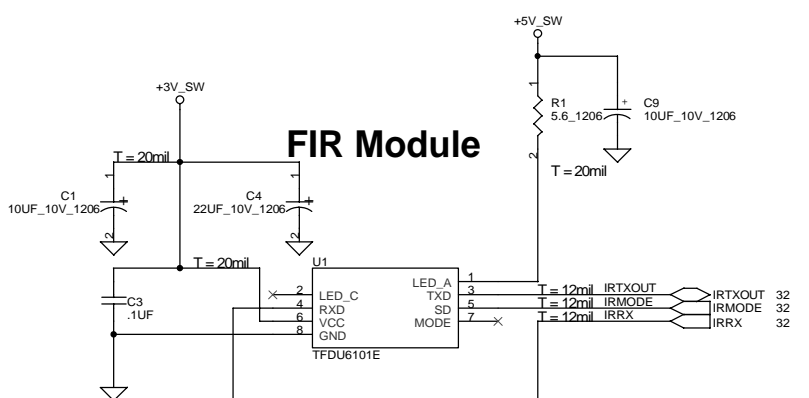 +5V_SW
+3V_SW
1
R1
5.6_1206
2
+
C9
10UF_10V_1206
FIR Module
T = 20mil
T = 20mil
1
C1
10UF_10V_1206
+
2
1
C4
22UF_10V_1206
+
2
T = 20mil
C3
.1UF
U1
2
4
6
8
LED_C
RXD
VCC
GND
LED_A
TXD
SD
MODE
1
3
5
7
TFDU6101E
T = 12mil IRTXOUT
T = 12mil IRMODE
T = 12mil IRRX
IRTXOUT 32
IRMODE 32
IRRX 32